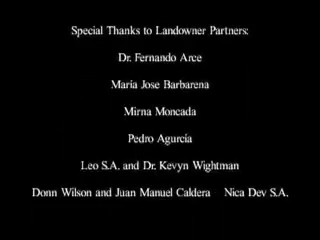 Special Thanks to Landowner Partners:
Dr. Fernando Arce
María Jose Barbarena
Mirna Moncada
Pedro Agurcía
Leo S.A. and Dr. Kevyn Wightman
Donn Wilson and Juan Manuel Caldera Nica Dev S.A.